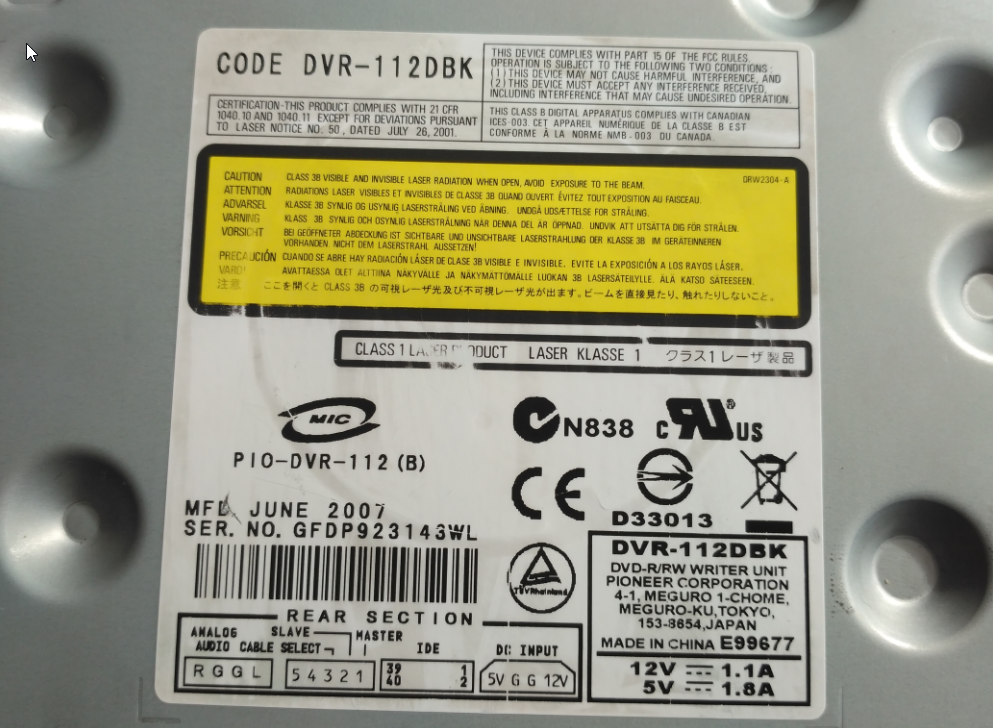 CODE DVR-112DBK
THIS DEVICE COMPLIES WITH PART 15 OF THE FCC RULES.
OPERATION IS SUBJECT TO THE FOLLOWING TWO CONDITIONS :
(1) THIS DEVICE MAY NOT CAUSE HARMFUL INTERFERENCE, AND
(2) THIS DEVICE MUST ACCEPT ANY INTERFERENCE RECEIVED,
INCLUDING INTERFERENCE THAT MAY CAUSE UNDESIRED OPERATION.
CERTIFICATION-THIS PRODUCT COMPLIES WITH 21 CFR
1040.10 AND 1040.11 EXCEPT FOR DEVIATIONS PURSUANT
TO LASER NOTICE NO. 50, DATED JULY 26,2001.
THIS CLASS B DIGITAL APPARATUS COMPLIES WITH CANADIAN
ICES-003. CET APPAREIL NUMÉRIQUE DE LA CLASSE B EST
CONFORME À LA NORME NMB-003 DU CANADA.
DRW2304-A
CAUTION CLASS 3B VISIBLE AND INVISIBLE LASER RADIATION WHEN OPEN, AVOID EXPOSURE TO THE BEAM.
ATTENTION RADIATIONS LASER VISIBLES ET INVISIBLES DE CLASSE 3B QUAND OUVERT. ÉVITEZ TOUT EXPOSITION AU FAISCEAU.
ADVARSEL KLASSE 3B SYNLIG OG USYNLIG LASERSTRÅLING VED ÅBNING. UNDGÅ UDSÆTTELSE FOR STRÅLING.
VARNING KLASS 3B SYNLIG OCH OSYNLIG LASERSTRÅLNING NÄR DENNA DEL ÄR ÖPPNAD. UNDVIK ATT UTSÄTTA DIG FÖR STRÅLEN.
VORSICHT BEI GEÖFFNETER ABDECKUNG IST SICHTBARE UND UNSICHTBARE LASERSTRAHLUNG DER KLASSE 3B IM GERÄTEINNEREN
VORHANDEN. NICHT DEM LASERSTRAHL AUSSETZEN!
PRECAUCIÓN CUANDO SE ABRE HAY RADIACIÓN LÁSER DE CLASE 3B VISIBLE E INVISIBLE. EVITE LA EXPOSICIÓN A LOS RAYOS LÁSER.
VARO! AVATTAESSA OLET ALTTIINA NÄKYVÄLLE JA NÄKYMÄTTÖMÄLLE LUOKAN 3B LASERSÄTEILYLLE. ÄLÄ KATSO SÄTEESEEN.
注意 ここを開くと CLASS 3B の可視レーザ光及び不可視レーザ光が出ます。ビームを直接見たり、触れたりしないこと。
CLASS 1 LASER PRODUCT LASER KLASSE 1 クラス1 レーザ製品
MIC
PIO-DVR-112 (B)
N838
c RU US
CE
D33013
MFD. JUNE 2007
SER. NO. GFDP923143WL
TÜVRheinland
DVR-112DBK
DVD-R/RW WRITER UNIT
PIONEER CORPORATION
4-1, MEGURO 1-CHOME,
MEGURO-KU,TOKYO,
153-8654,JAPAN
MADE IN CHINA E99677
12V 1.1A
5V 1.8A
REAR SECTION
ANALOG AUDIO
SLAVE
CABLE SELECT
MASTER
IDE
DC INPUT
R G G L
5 4 3 2 1
39 1
40 2
5V G G 12V